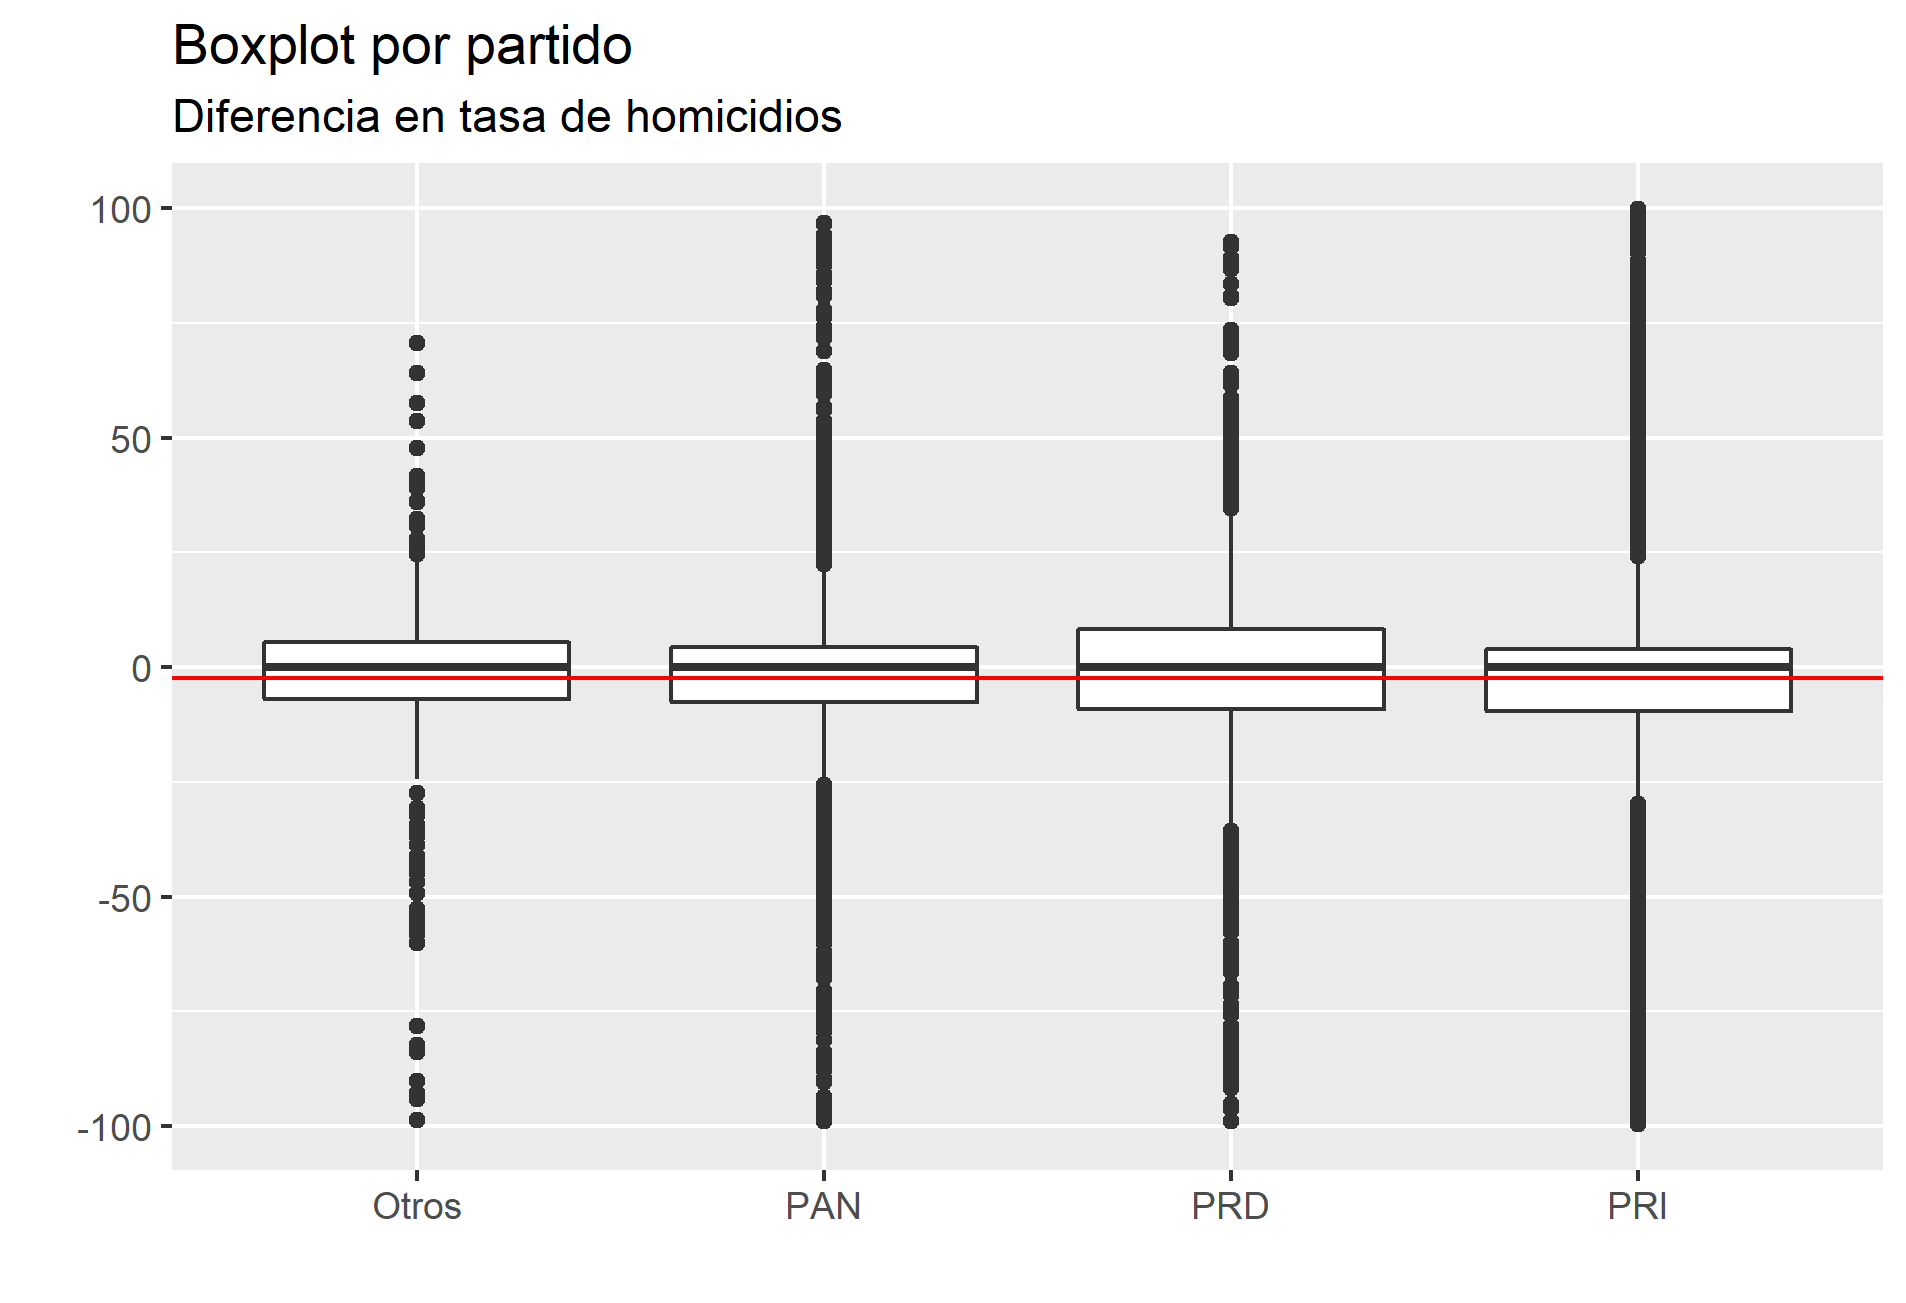 Boxplot por partido
Diferencia en tasa de homicidios
100
50
0
-50
-100
Otros PAN PRD PRI